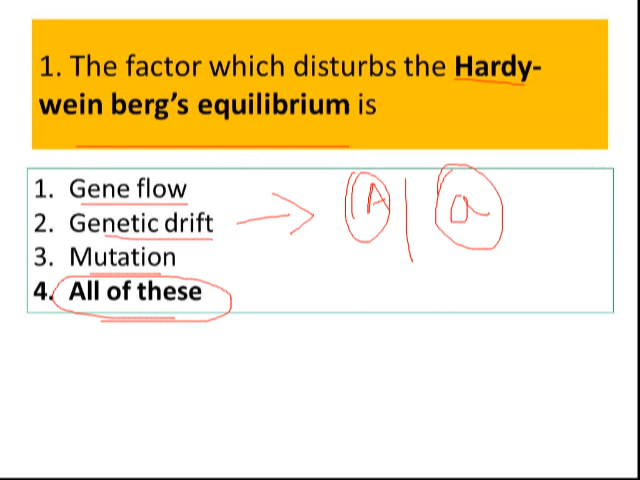 1. The factor which disturbs the Hardy-
wein berg's equilibrium is
1. Gene flow
2. Genetic drift
3. Mutation
4. All of these
A | a